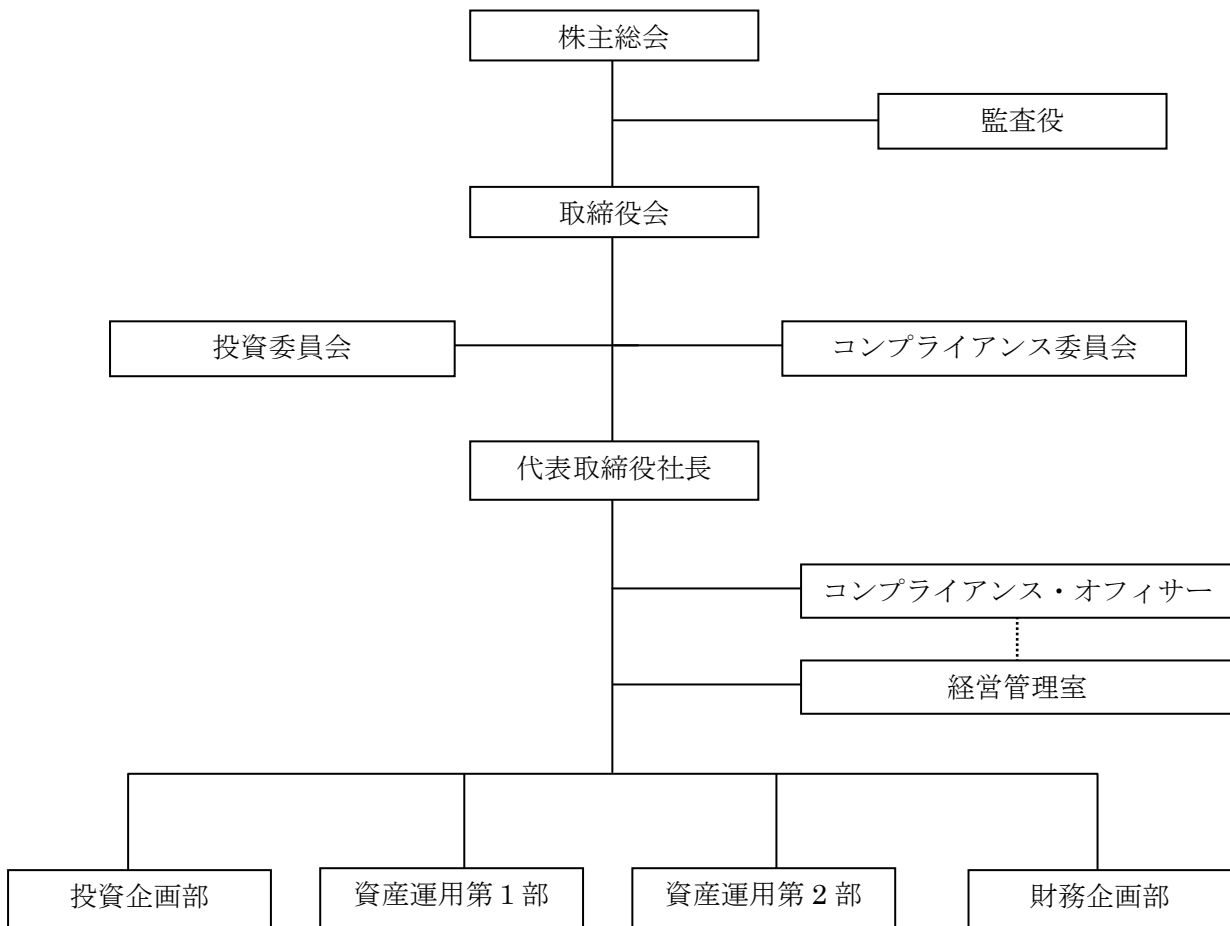 株主総会
監査役
取締役会
投資委員会
コンプライアンス委員会
代表取締役社長
コンプライアンス・オフィサー
経営管理室
投資企画部
資産運用第1部
資産運用第2部
財務企画部